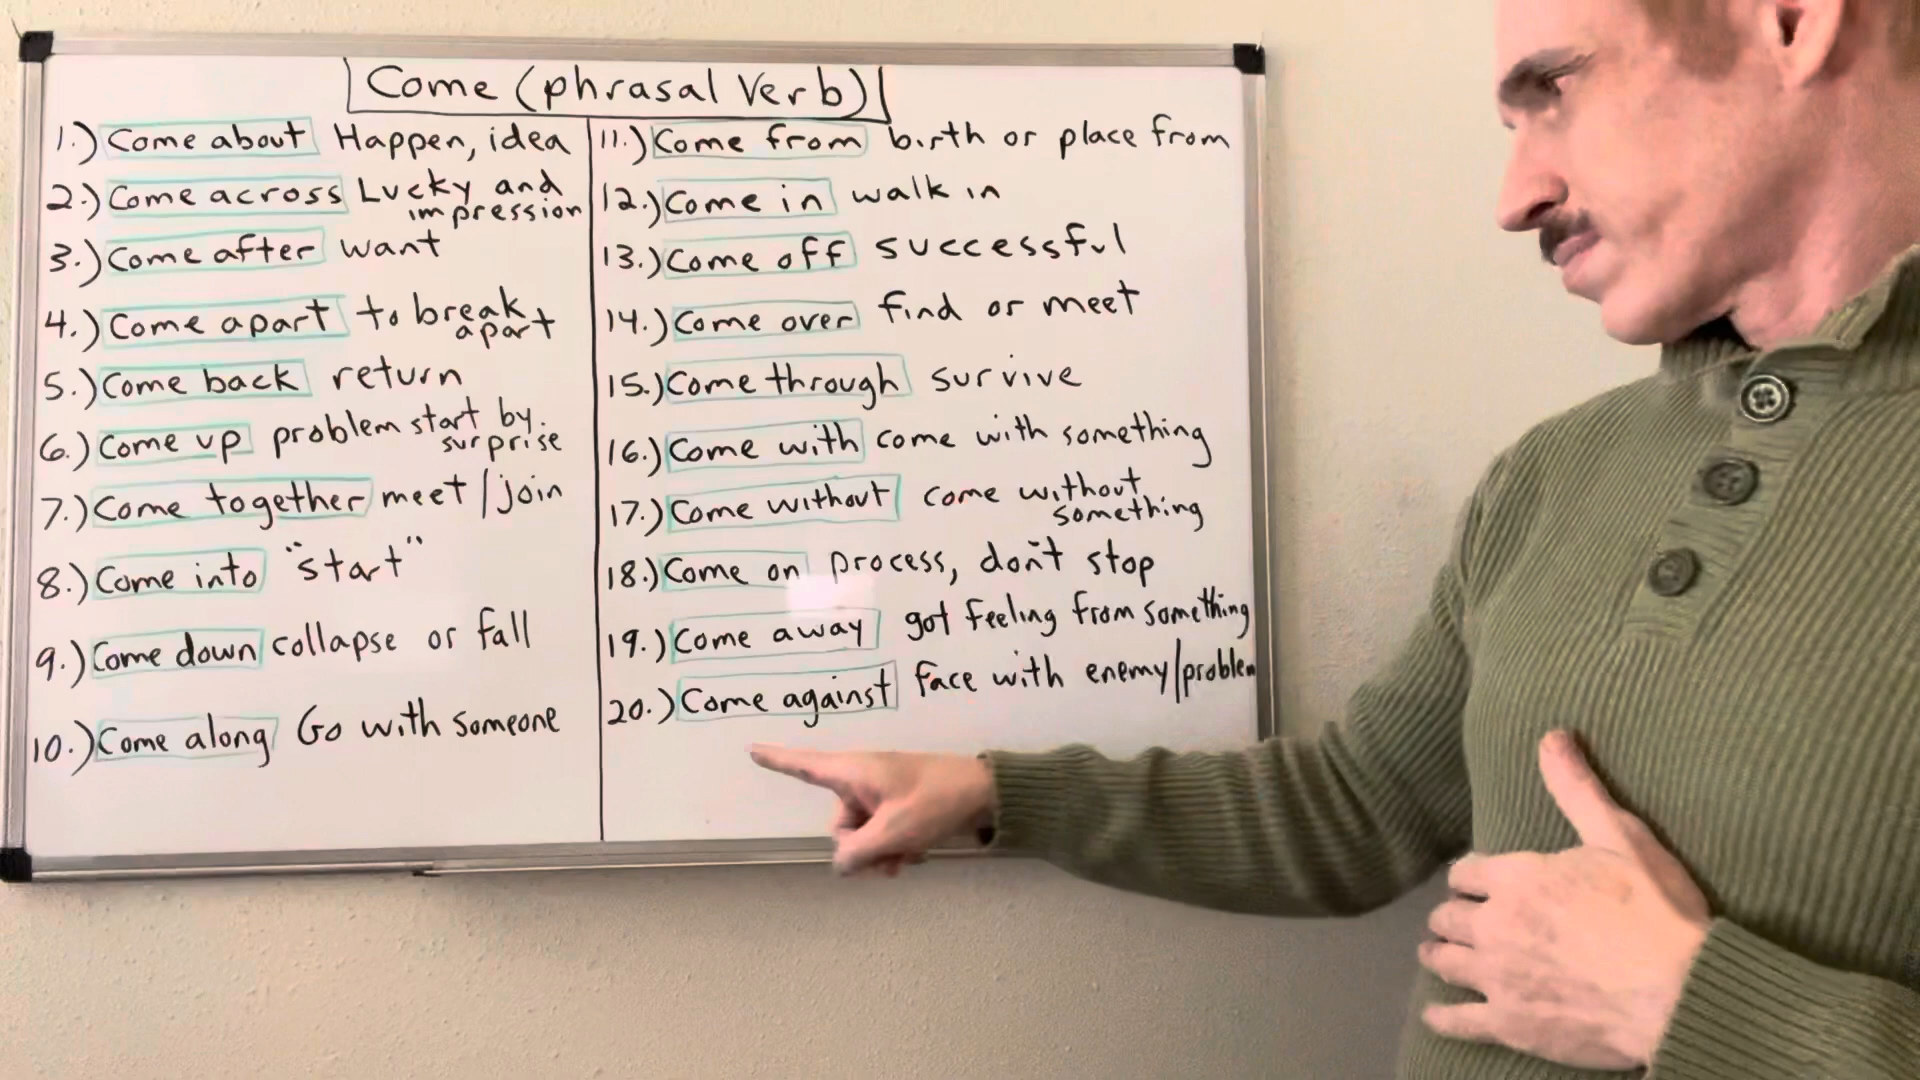 Come (phrasal Verb)
1.) Come about Happen, idea
2.) Come across Lucky and
impression
3.) Come after want
4.) Come apart to break
apart
5.) Come back return
6.) Come up problem start by.
surprise
7.) Come together meet/join
8.) Come into "start"
9.) Come down collapse or fall
10.) Come along Go with someone
11.) Come from birth or place from
12.) Come in walk in
13.) Come off successful
14.) Come over find or meet
15.) Come through survive
16.) Come with come with something
17.) Come without come without
something
18.) Come on process, don't stop
19.) Come away got feeling from something
20.) Come against face with enemy/problem